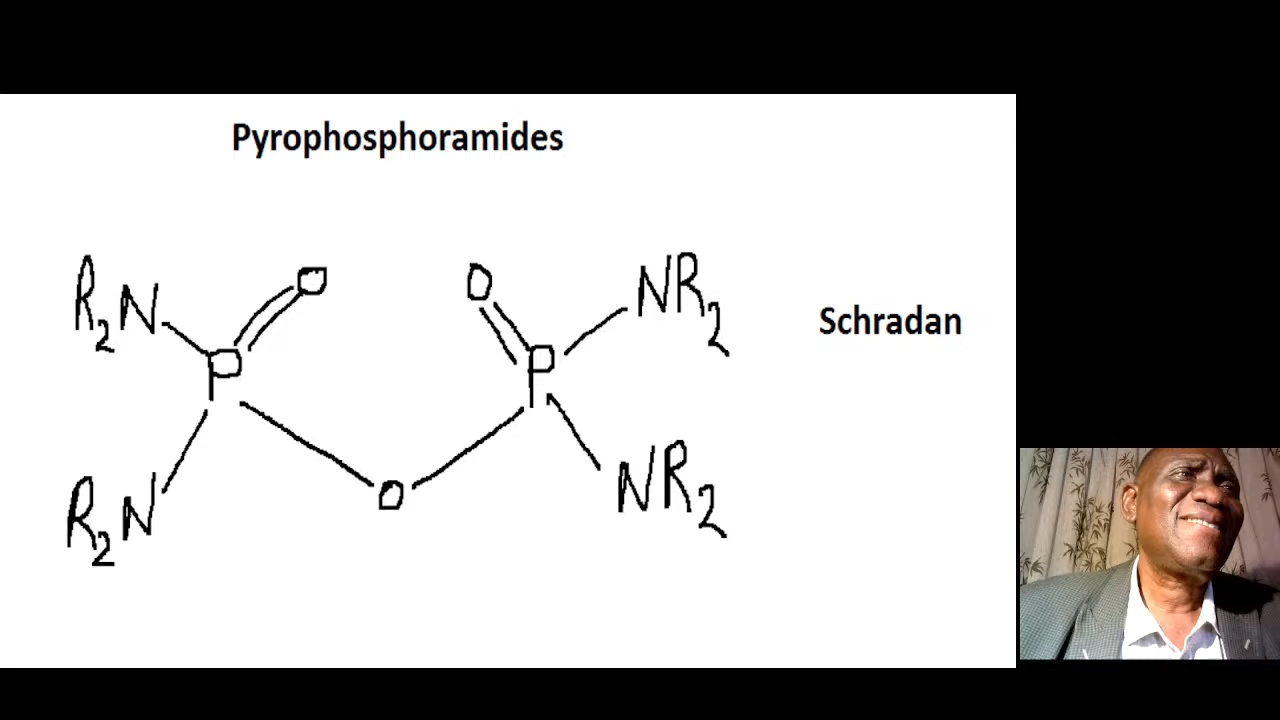 Pyrophosphoramides
R2N
O
O
NR2
P
P
Schradan
R2N
O
NR2